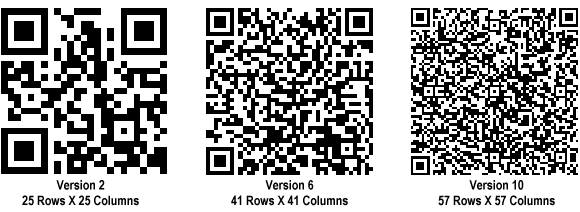 Version 2
25 Rows X 25 Columns
Version 6
41 Rows X 41 Columns
Version 10
57 Rows X 57 Columns